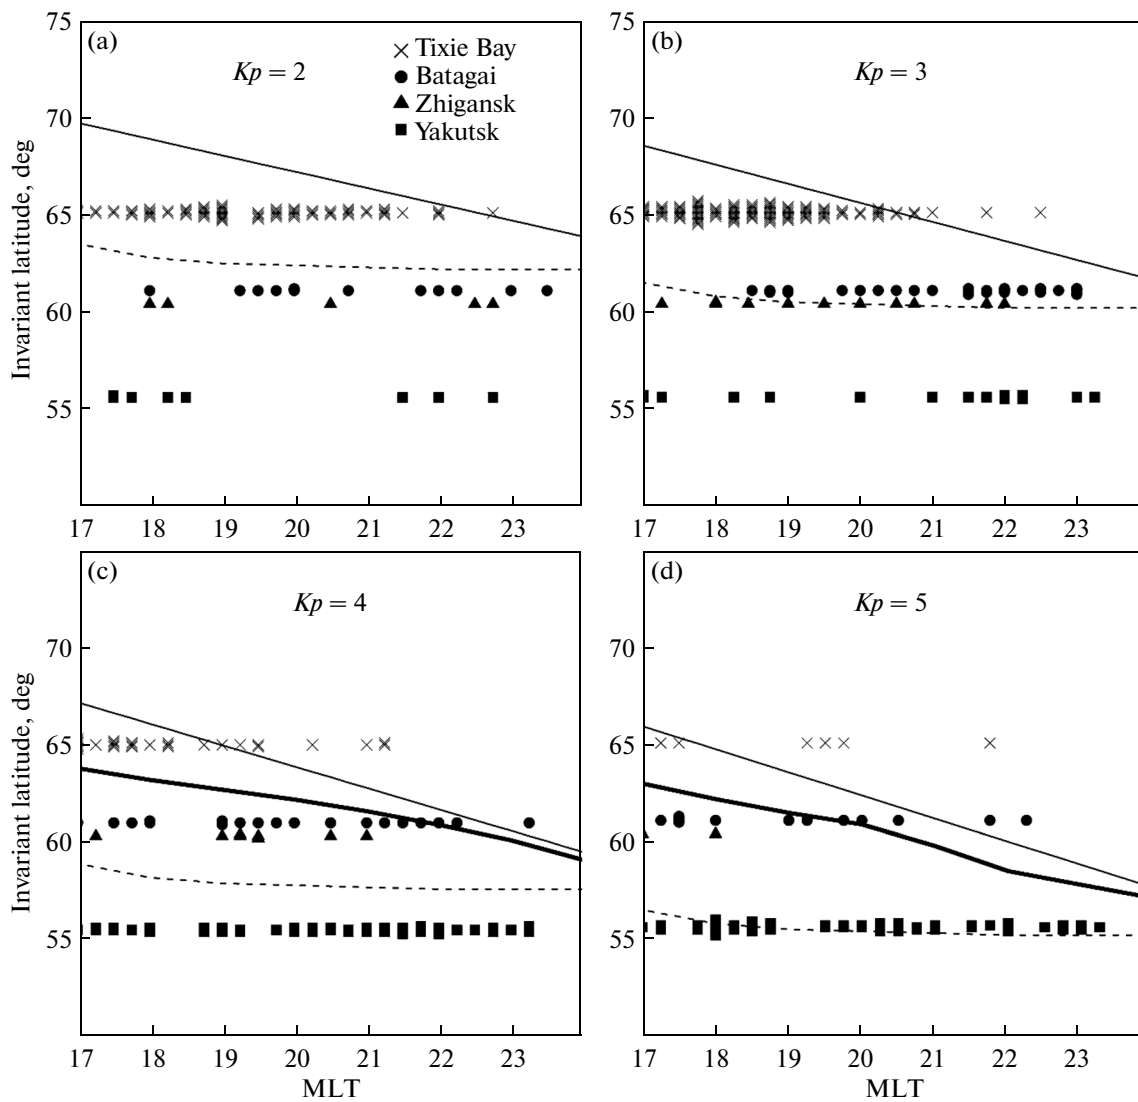 75
(a)
Kp = 2
Tixie Bay
Batagai
Zhigansk
Yakutsk
70
65
60
55
Invariant latitude, deg
17 18 19 20 21 22 23
75
(b)
Kp = 3
70
65
60
55
17 18 19 20 21 22 23
(c)
Kp = 4
70
65
60
55
Invariant latitude, deg
17 18 19 20 21 22 23
MLT
(d)
Kp = 5
70
65
60
55
17 18 19 20 21 22 23
MLT